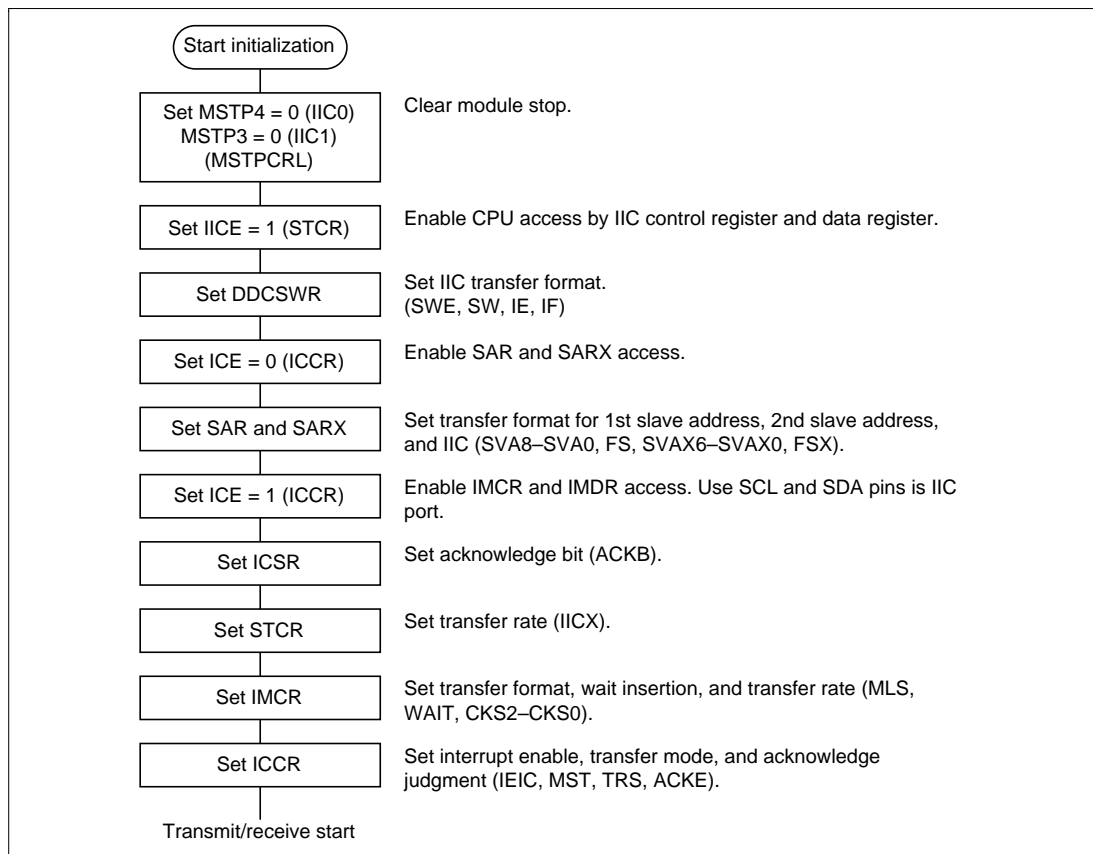 Start initialization
Set MSTP4 = 0 (IIC0)
MSTP3 = 0 (IIC1)
(MSTPCRL)
Clear module stop.
Set IICE = 1 (STCR)
Enable CPU access by IIC control register and data register.
Set DDCSWR
Set IIC transfer format.
(SWE, SW, IE, IF)
Set ICE = 0 (ICCR)
Enable SAR and SARX access.
Set SAR and SARX
Set transfer format for 1st slave address, 2nd slave address,
and IIC (SVA8–SVA0, FS, SVAX6–SVAX0, FSX).
Set ICE = 1 (ICCR)
Enable IMCR and IMDR access. Use SCL and SDA pins is IIC
port.
Set ICSR
Set acknowledge bit (ACKB).
Set STCR
Set transfer rate (IICX).
Set IMCR
Set transfer format, wait insertion, and transfer rate (MLS,
WAIT, CKS2–CKS0).
Set ICCR
Set interrupt enable, transfer mode, and acknowledge
judgment (IEIC, MST, TRS, ACKE).
Transmit/receive start